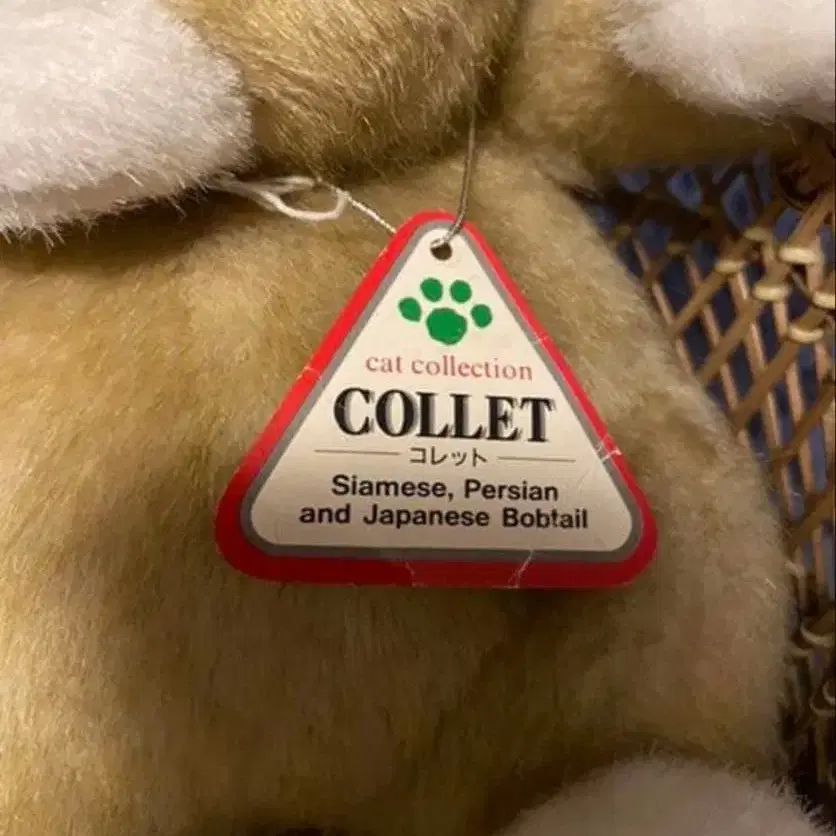 cat collection
COLLET
コレット
Siamese, Persian
and Japanese Bobtail